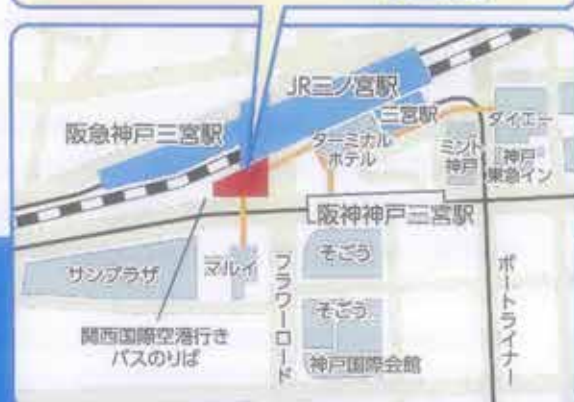 JR三ノ宮駅
阪急神戸三宮駅
三宮駅
ダイエー
ターミナル
ホテル
ミント
神戸
神戸
東急イン
阪神神戸三宮駅
サンプラザ
マルイ
フラワーロード
そごう
ポートライナー
関西国際空港行き
バスのりば
そごう
神戸国際会館